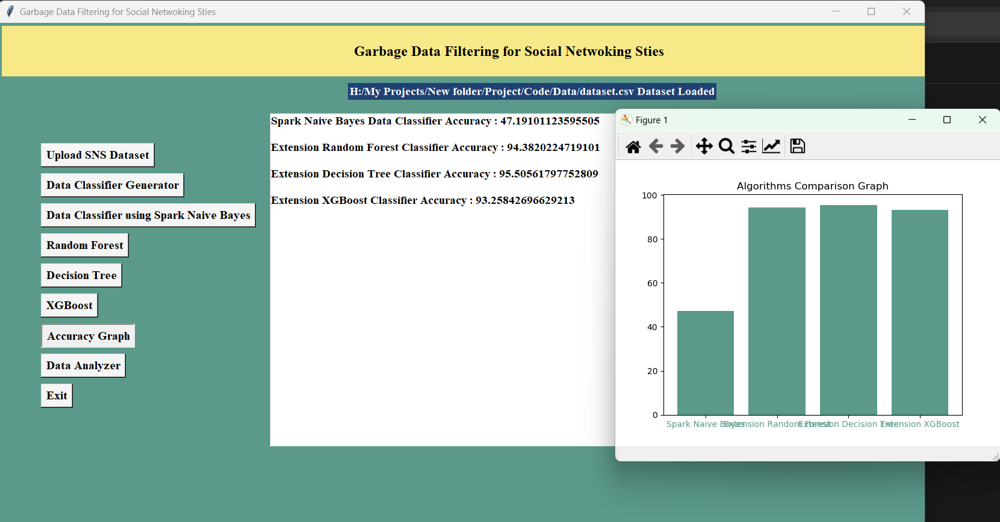 Garbage Data Filtering for Social Netwoking Sties
Garbage Data Filtering for Social Netwoking Sties
H:/My Projects/New folder/Project/Code/Data/dataset.csv Dataset Loaded
Upload SNS Dataset
Data Classifier Generator
Data Classifier using Spark Naive Bayes
Random Forest
Decision Tree
XGBoost
Accuracy Graph
Data Analyzer
Exit
Spark Naive Bayes Data Classifier Accuracy : 47.19101123595505
Extension Random Forest Classifier Accuracy : 94.3820224719101
Extension Decision Tree Classifier Accuracy : 95.50561797752809
Extension XGBoost Classifier Accuracy : 93.25842696629213
Figure 1
Algorithms Comparison Graph
100
80
60
40
20
0
Spark Naive Bayes Extension Random Forest Extension Decision Tree Extension XGBoost